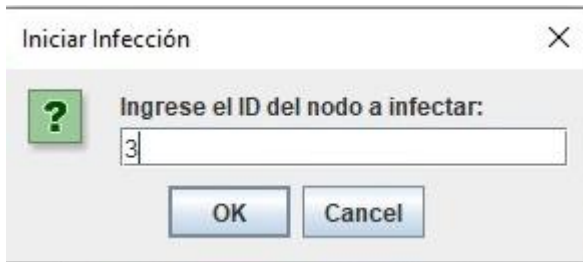 Iniciar Infección
?
Ingrese el ID del nodo a infectar:
3
OK Cancel